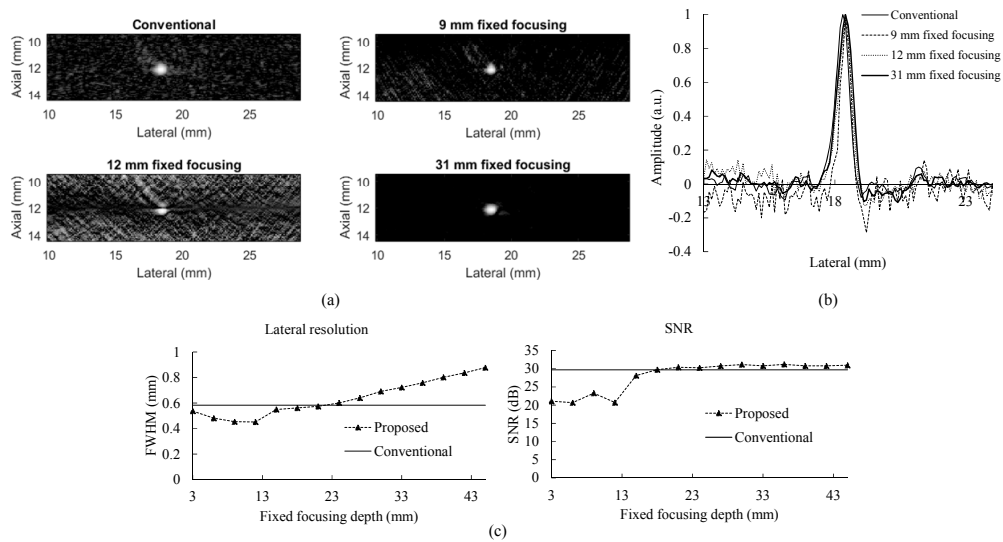 Conventional
Axial (mm)
10
12
14
10 15 20 25
Lateral (mm)
9 mm fixed focusing
Axial (mm)
10
12
14
10 15 20 25
Lateral (mm)
12 mm fixed focusing
Axial (mm)
10
12
14
10 15 20 25
Lateral (mm)
31 mm fixed focusing
Axial (mm)
10
12
14
10 15 20 25
Lateral (mm)
(a)
Conventional
9 mm fixed focusing
12 mm fixed focusing
31 mm fixed focusing
Amplitude (a.u.)
1
0.8
0.6
0.4
0.2
0
-0.2
-0.4
13 18 23
Lateral (mm)
(b)
Lateral resolution
FWHM (mm)
1
0.8
0.6
0.4
0.2
0
Proposed
Conventional
3 13 23 33 43
Fixed focusing depth (mm)
SNR
SNR (dB)
35
30
25
20
15
10
5
0
Proposed
Conventional
3 13 23 33 43
Fixed focusing depth (mm)
(c)